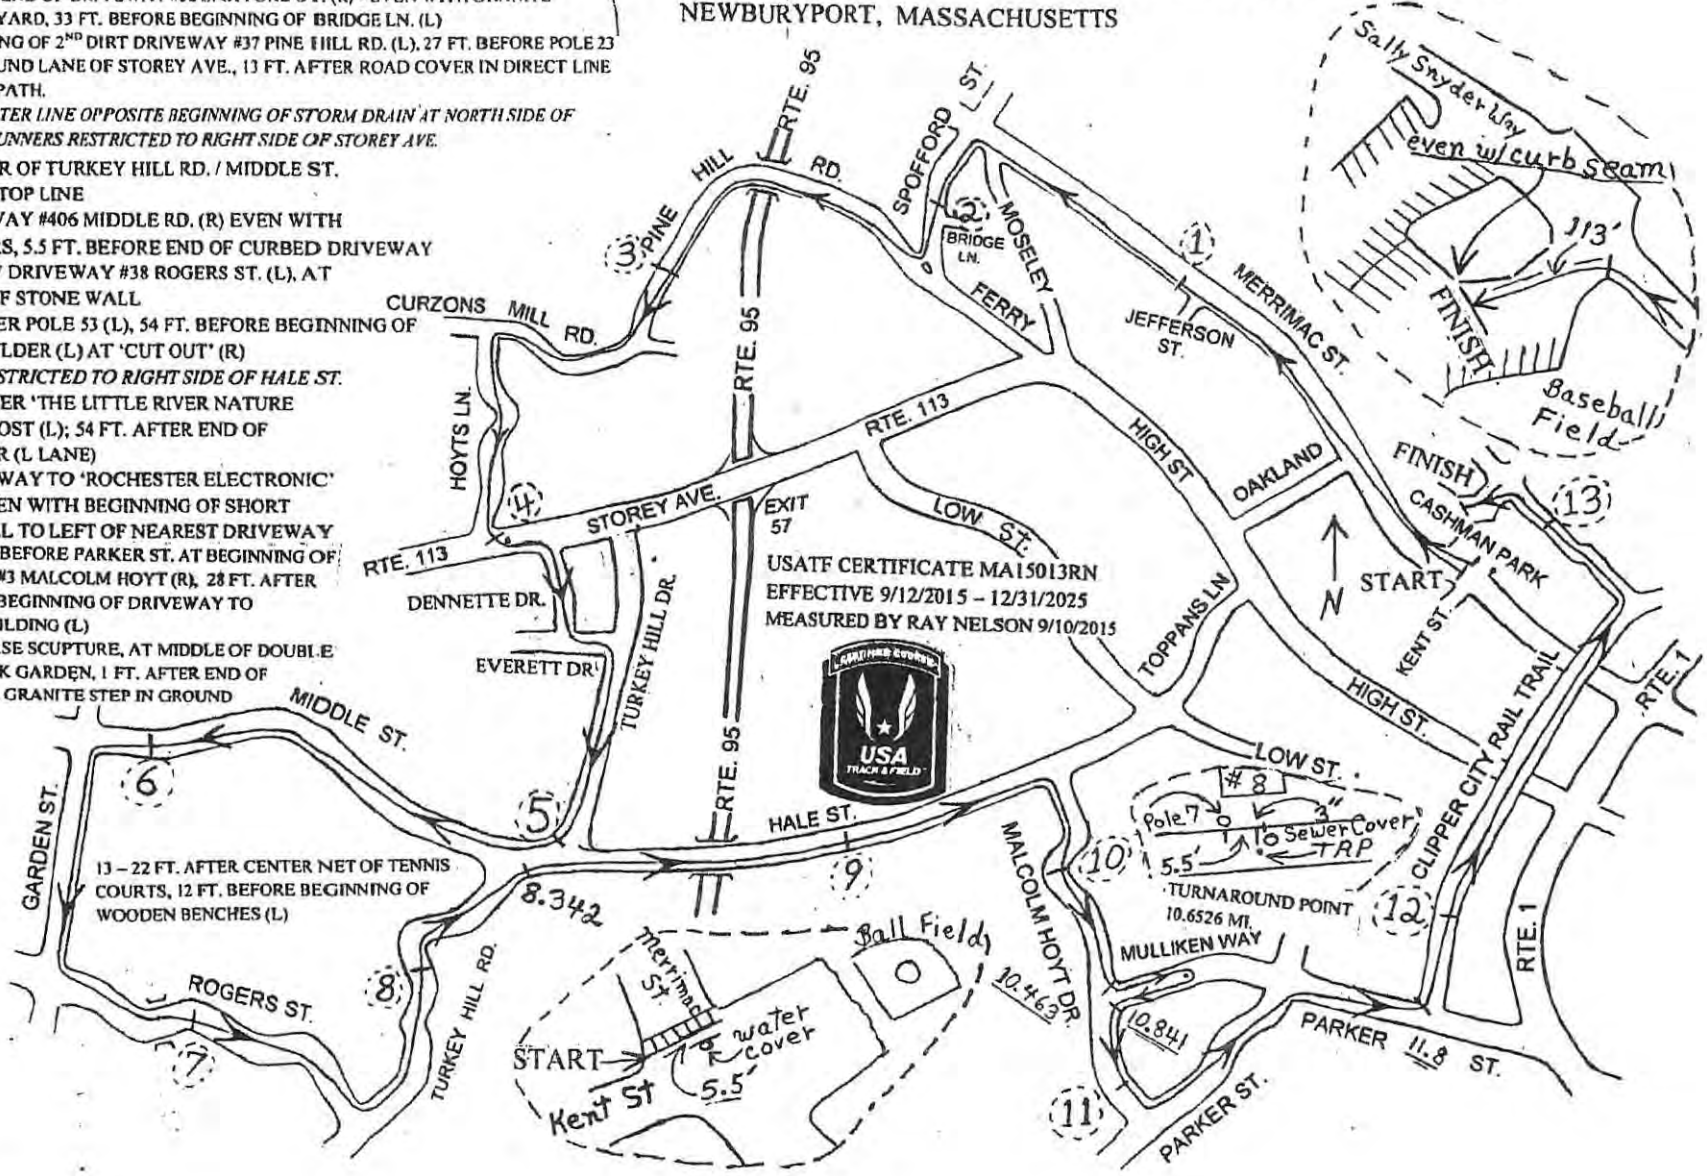 YARD, 33 FT. BEFORE BEGINNING OF BRIDGE LN. (L)
NG OF 2ND DIRT DRIVEWAY #37 PINE HILL RD. (L), 27 FT. BEFORE POLE 23
UND LANE OF STOREY AVE., 13 FT. AFTER ROAD COVER IN DIRECT LINE
PATH.
TER LINE OPPOSITE BEGINNING OF STORM DRAIN AT NORTH SIDE OF
UNNERS RESTRICTED TO RIGHT SIDE OF STOREY AVE.
R OF TURKEY HILL RD. / MIDDLE ST.
TOP LINE
WAY #406 MIDDLE RD. (R) EVEN WITH
RS, 5.5 FT. BEFORE END OF CURBED DRIVEWAY
DRIVEWAY #38 ROGERS ST. (L), AT
F STONE WALL
ER POLE 53 (L), 54 FT. BEFORE BEGINNING OF
LDER (L) AT 'CUT OUT' (R)
STRICTED TO RIGHT SIDE OF HALE ST.
ER 'THE LITTLE RIVER NATURE
OST (L); 54 FT. AFTER END OF
R (L LANE)
WAY TO 'ROCHESTER ELECTRONIC'
EN WITH BEGINNING OF SHORT
L TO LEFT OF NEAREST DRIVEWAY
BEFORE PARKER ST. AT BEGINNING OF
#3 MALCOLM HOYT (R), 28 FT. AFTER
BEGINNING OF DRIVEWAY TO
ILDING (L)
SE SCUPTURE, AT MIDDLE OF DOUBLE
K GARDEN, 1 FT. AFTER END OF
GRANITE STEP IN GROUND
NEWBURYPORT, MASSACHUSETTS
RTE. 95
SPOFFORD ST.
Sally Snyder Way
even w/curb seam
113'
FINISH
Baseball
Field
PINE HILL RD.
2
BRIDGE
LN.
MOSELEY
FERRY
1
MERRIMAC ST.
JEFFERSON
ST.
3
CURZONS MILL RD.
RTE. 95
HOYTS LN.
RTE. 113
HIGH ST
OAKLAND
FINISH
CASHMAN PARK
13
4
STOREY AVE.
EXIT
57
LOW St.
RTE. 113
N
START
KENT ST.
DENNETTE DR.
EVERETT DR
TURKEY HILL DR.
USATF CERTIFICATE MA15013RN
EFFECTIVE 9/12/2015 – 12/31/2025
MEASURED BY RAY NELSON 9/10/2015
CERTIFIED COURSE
USA
TRACK & FIELD
TOPPANS LN
HIGH ST.
CLIPPER CITY RAIL TRAIL
RTE. 1
MIDDLE ST.
RTE. 95
LOW ST.
6
5
HALE ST.
9
GARDEN ST.
13 – 22 FT. AFTER CENTER NET OF TENNIS
COURTS, 12 FT. BEFORE BEGINNING OF
WOODEN BENCHES (L)
8.342
# 8
Pole 7
3"
Sewer Cover
TAP
5.5'
TURNAROUND POINT
10.6526 MI.
10
12
MALCOLM HOYT DR.
MULLIKEN WAY
RTE. 1
8
ROGERS ST.
7
TURKEY HILL RD.
Merrimac
St.
Ball Field
START
water
cover
5.5'
Kent St
10.463
10.841
PARKER 11.8 ST.
11
PARKER ST.